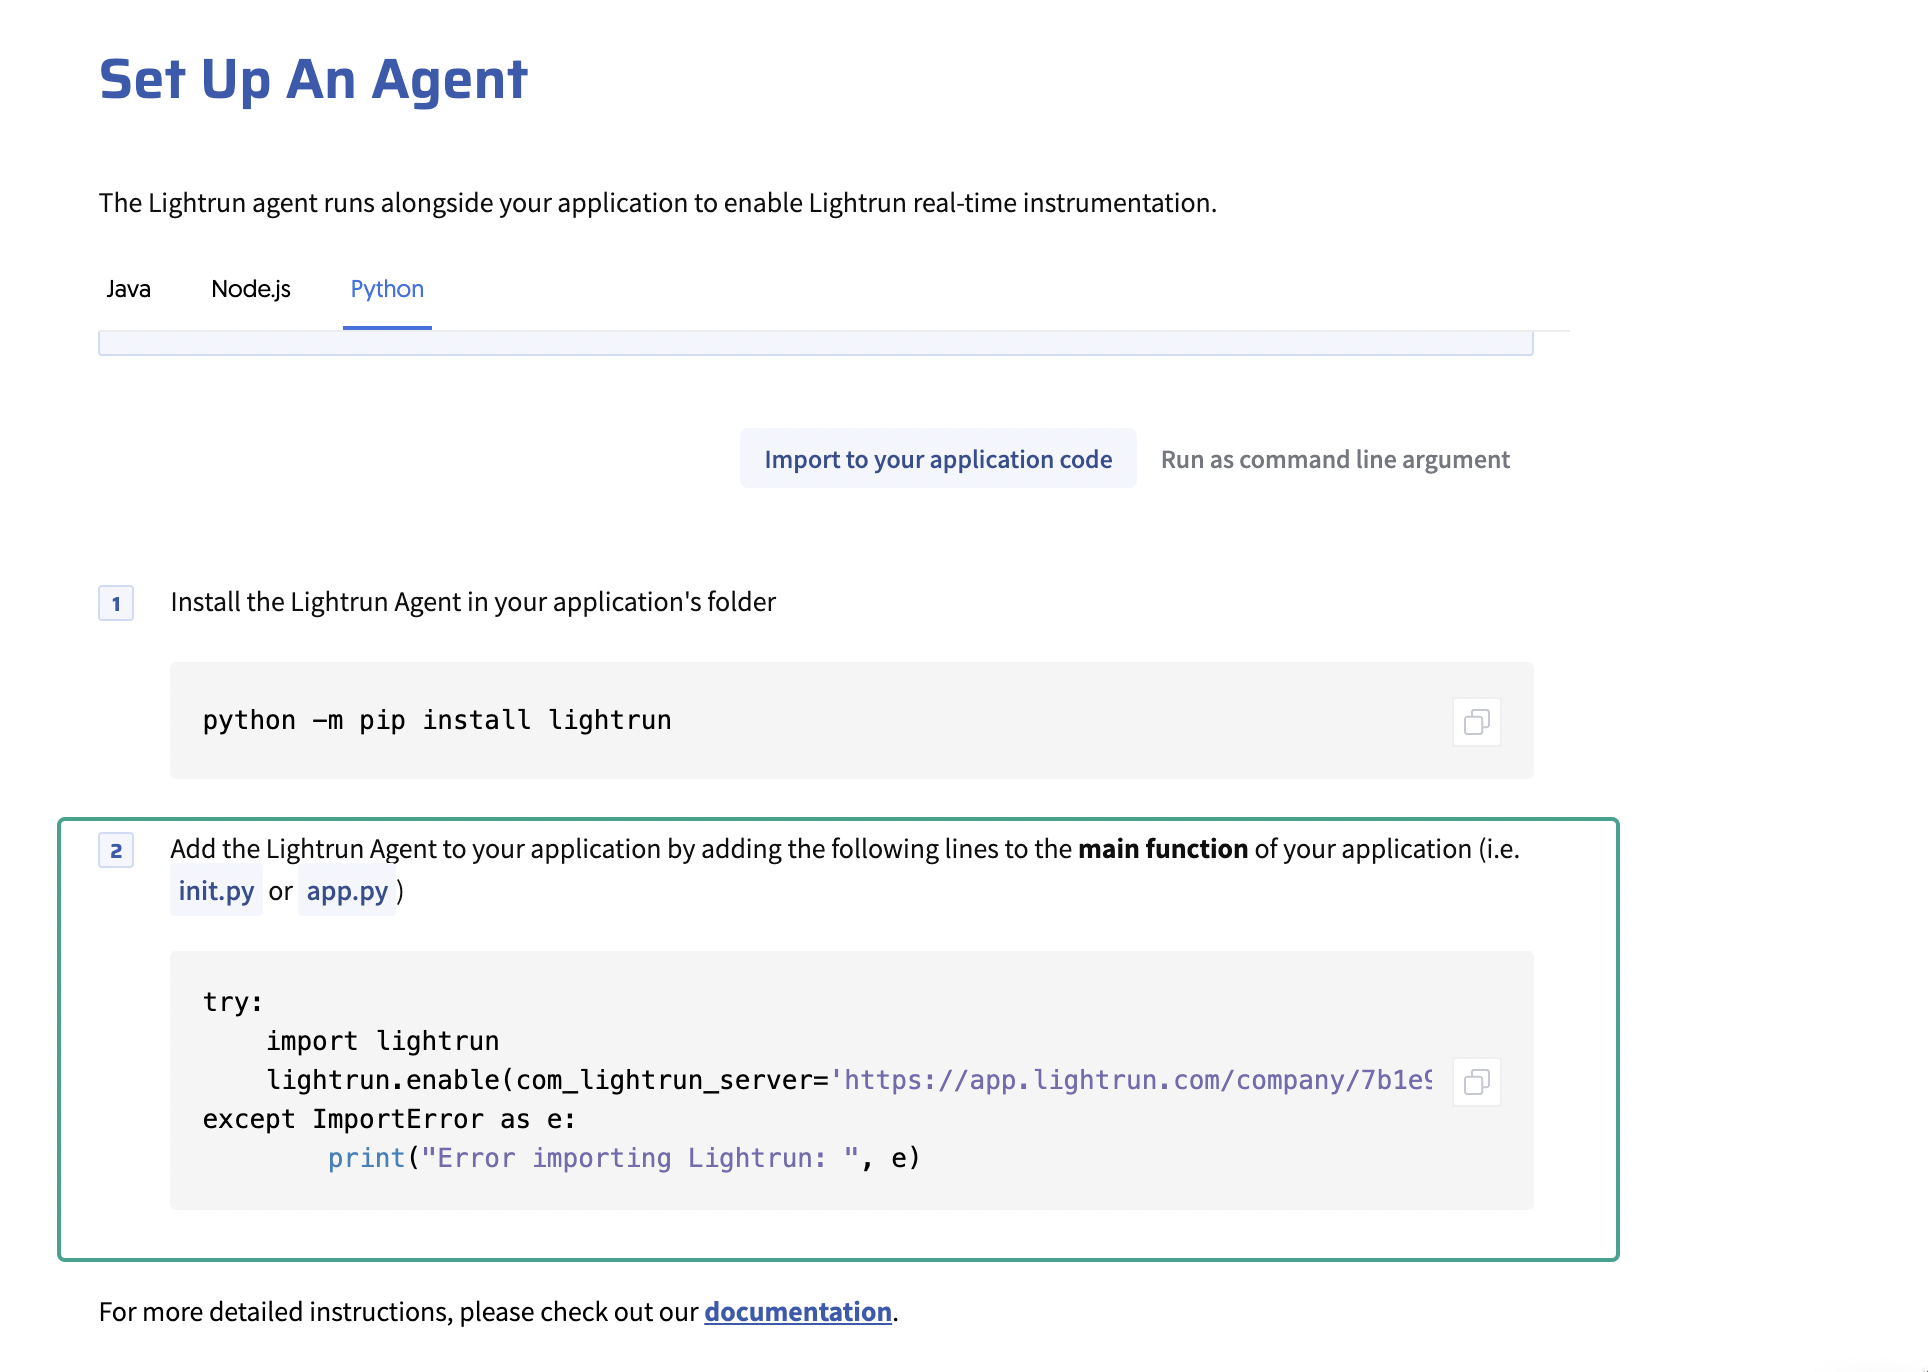 Set Up An Agent
The Lightrun agent runs alongside your application to enable Lightrun real-time instrumentation.
Java Node.js Python
Import to your application code Run as command line argument
1 Install the Lightrun Agent in your application's folder
python -m pip install lightrun
2 Add the Lightrun Agent to your application by adding the following lines to the main function of your application (i.e.
init.py or app.py )
try:
    import lightrun
    lightrun.enable(com_lightrun_server='https://app.lightrun.com/company/7b1e9
except ImportError as e:
        print("Error importing Lightrun: ", e)
For more detailed instructions, please check out our documentation.